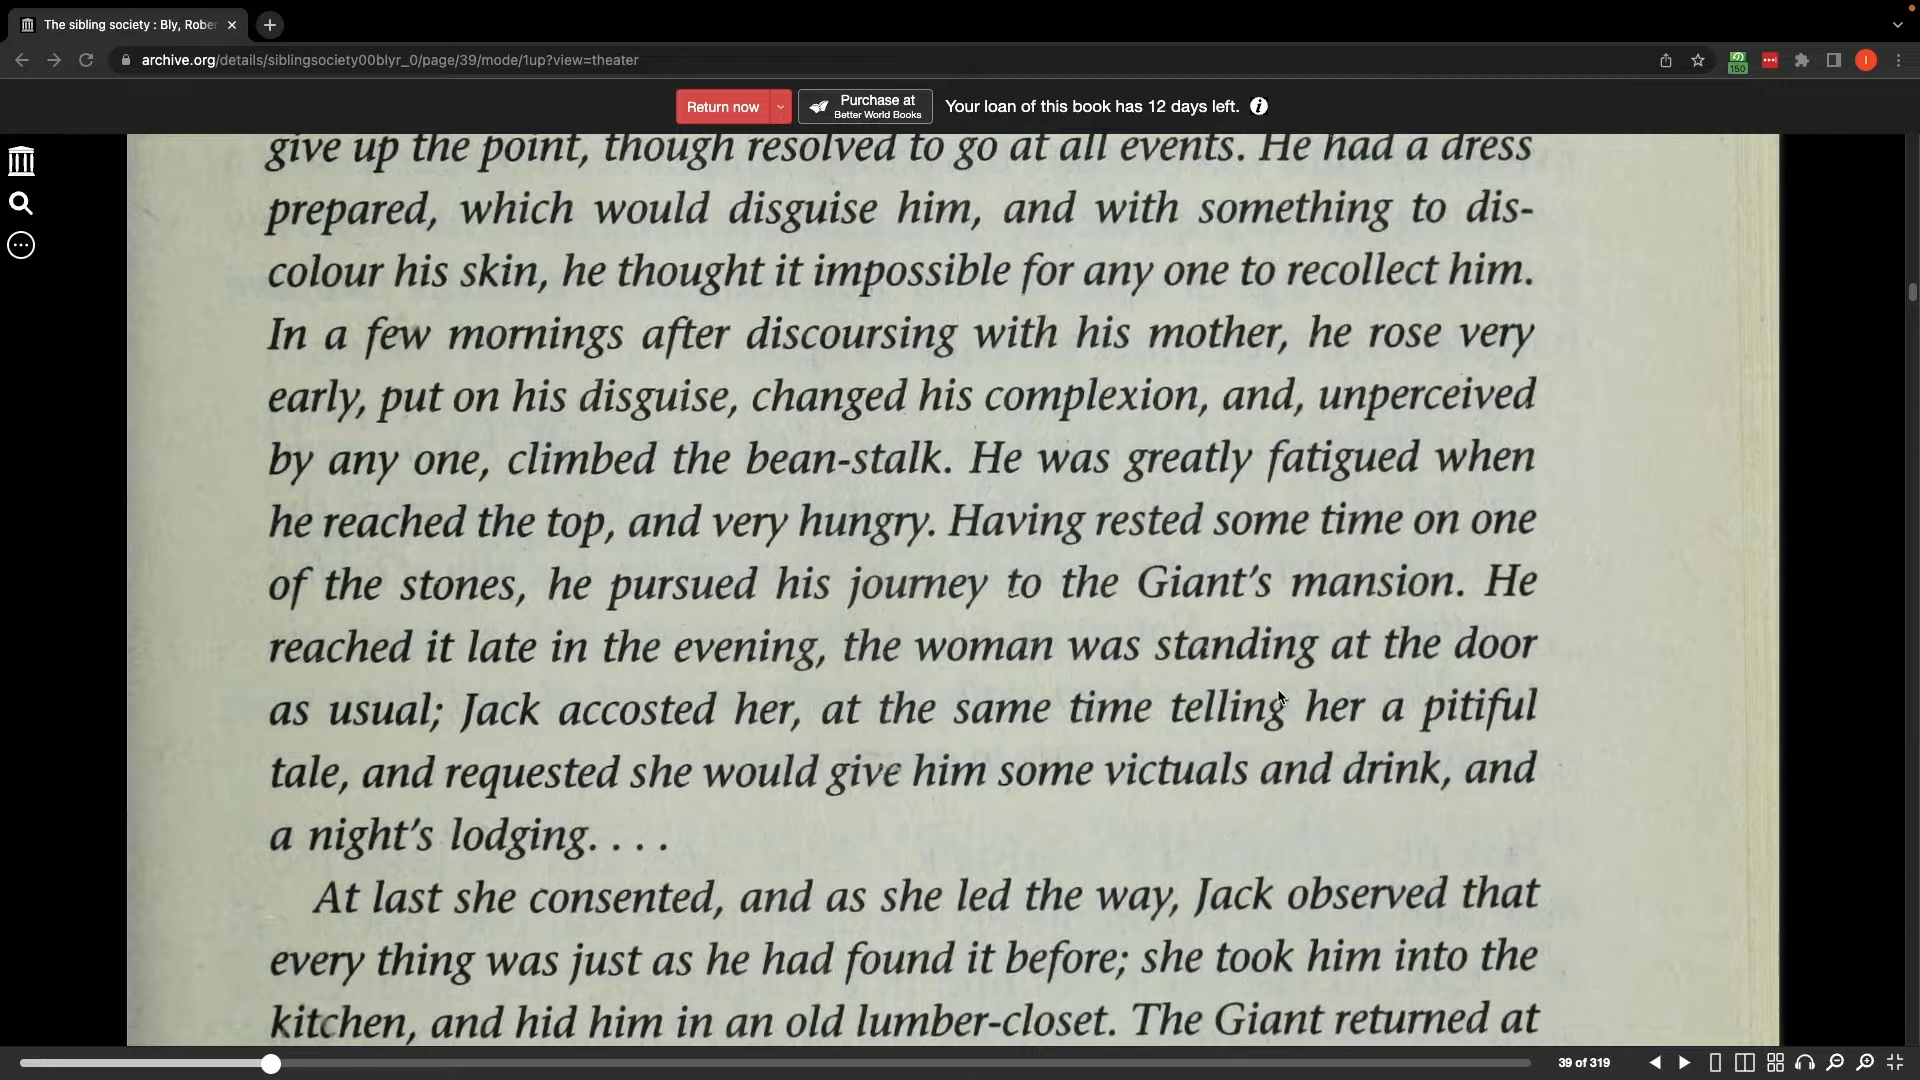 The sibling society : Bly, Rober
archive.org/details/siblingsociety00blyr_0/page/39/mode/1up?view=theater
150
I
Return now
Purchase at
Better World Books
Your loan of this book has 12 days left.
give up the point, though resolved to go at all events. He had a dress
prepared, which would disguise him, and with something to dis-
colour his skin, he thought it impossible for any one to recollect him.
In a few mornings after discoursing with his mother, he rose very
early, put on his disguise, changed his complexion, and, unperceived
by any one, climbed the bean-stalk. He was greatly fatigued when
he reached the top, and very hungry. Having rested some time on one
of the stones, he pursued his journey to the Giant's mansion. He
reached it late in the evening, the woman was standing at the door
as usual; Jack accosted her, at the same time telling her a pitiful
tale, and requested she would give him some victuals and drink, and
a night's lodging. . . .
At last she consented, and as she led the way, Jack observed that
every thing was just as he had found it before; she took him into the
kitchen, and hid him in an old lumber-closet. The Giant returned at
39 of 319